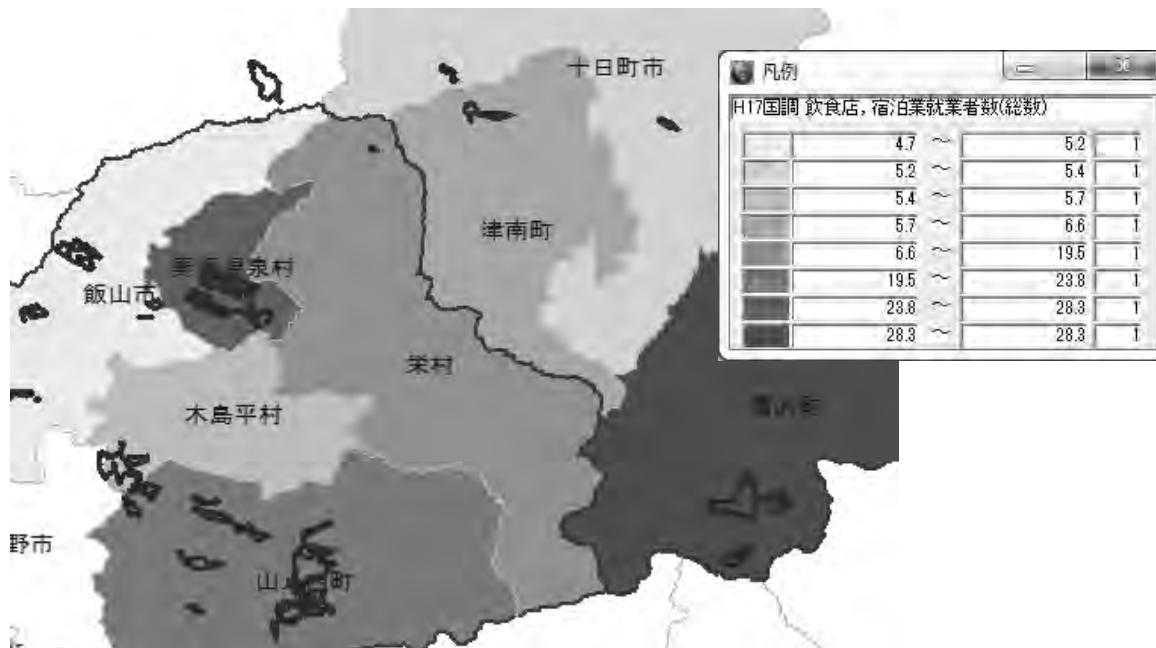 十日町市
凡例
H17国調 飲食店，宿泊業就業者数(総数)
4.7 ～ 5.2 1
5.2 ～ 5.4 1
5.4 ～ 5.7 1
5.7 ～ 6.6 1
6.6 ～ 19.5 1
19.5 ～ 23.8 1
23.8 ～ 28.3 1
28.3 ～ 28.3 1
津南町
泉村
飯山市
栄村
木島平村
野市